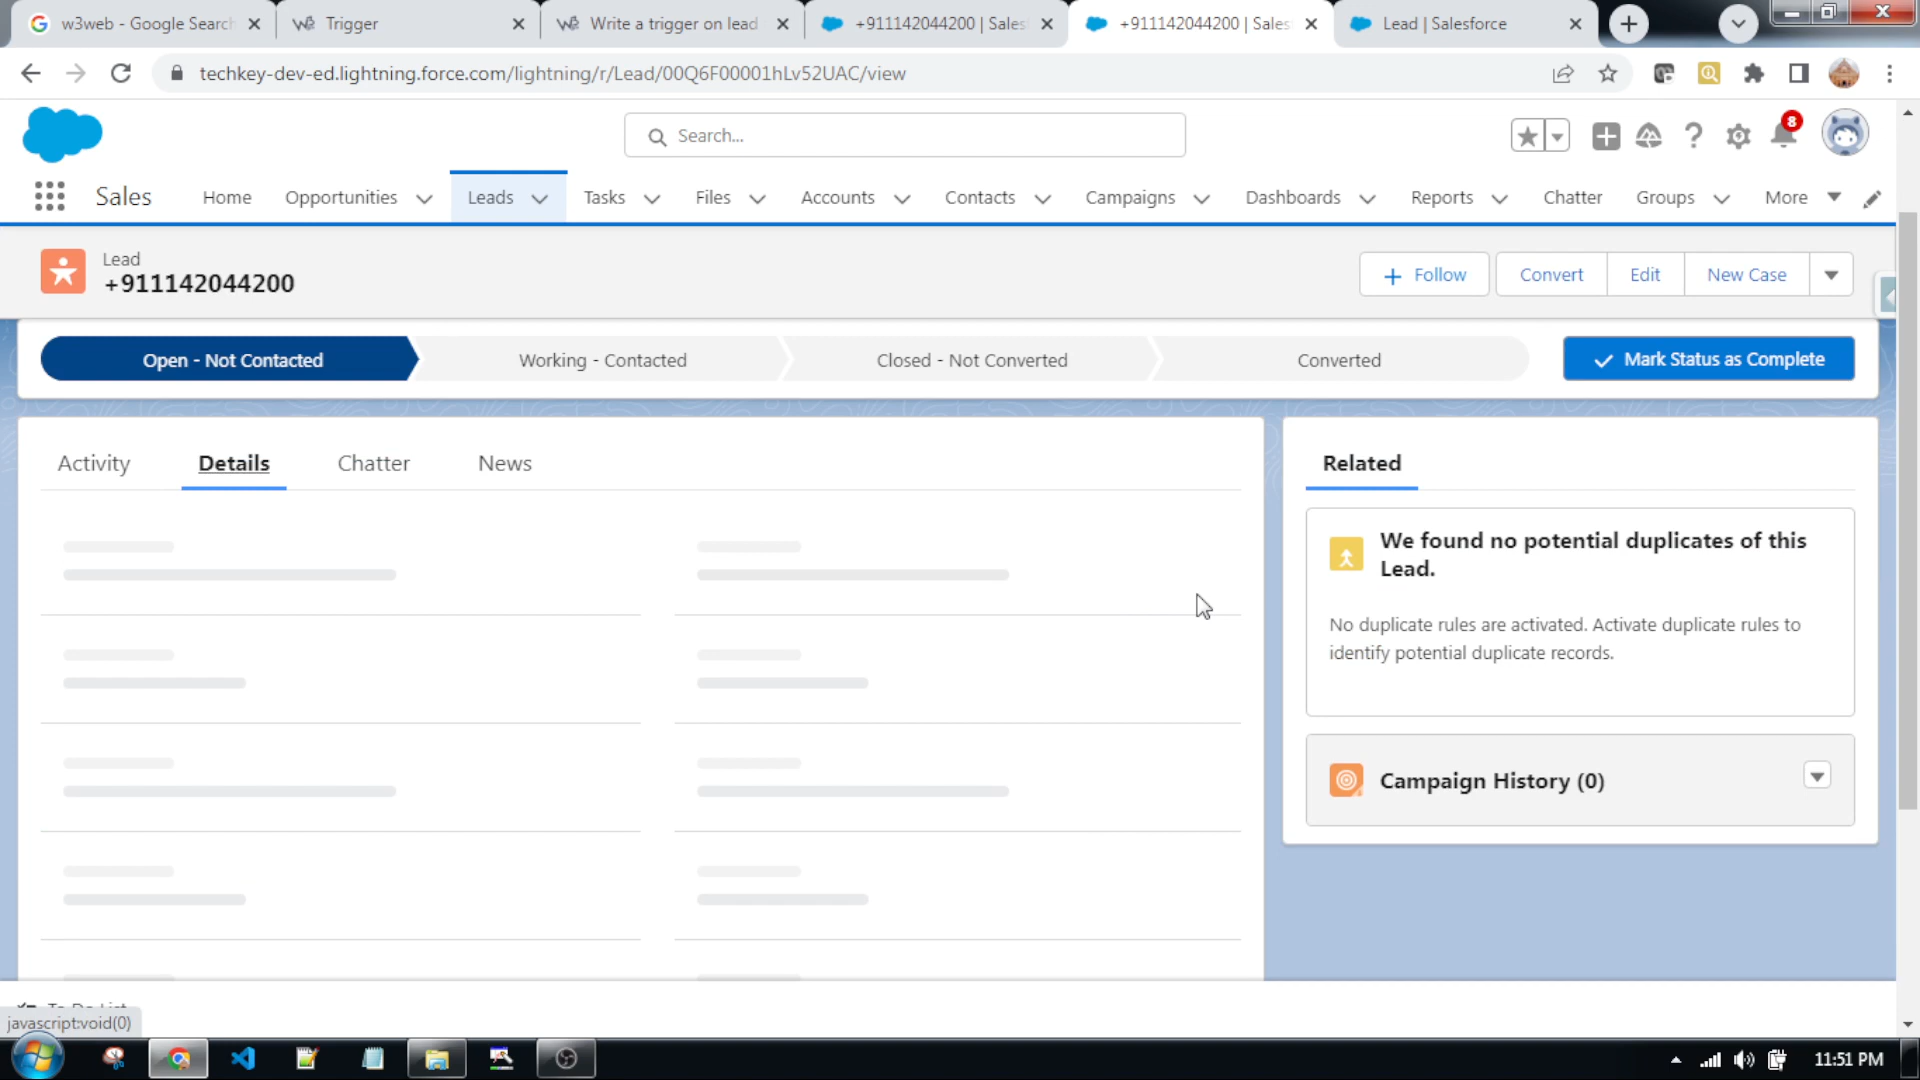 w3web - Google Search
Trigger
Write a trigger on lead
+911142044200 | Sales
+911142044200 | Sales
Lead | Salesforce
techkey-dev-ed.lightning.force.com/lightning/r/Lead/00Q6F00001hLv52UAC/view
Search...
8
Sales
Home
Opportunities
Leads
Tasks
Files
Accounts
Contacts
Campaigns
Dashboards
Reports
Chatter
Groups
More
Lead
+911142044200
Follow
Convert
Edit
New Case
Open - Not Contacted
Working - Contacted
Closed - Not Converted
Converted
Mark Status as Complete
Activity
Details
Chatter
News
Related
We found no potential duplicates of this
Lead.
No duplicate rules are activated. Activate duplicate rules to
identify potential duplicate records.
Campaign History (0)
To Do List
javascript:void(0)
11:51 PM